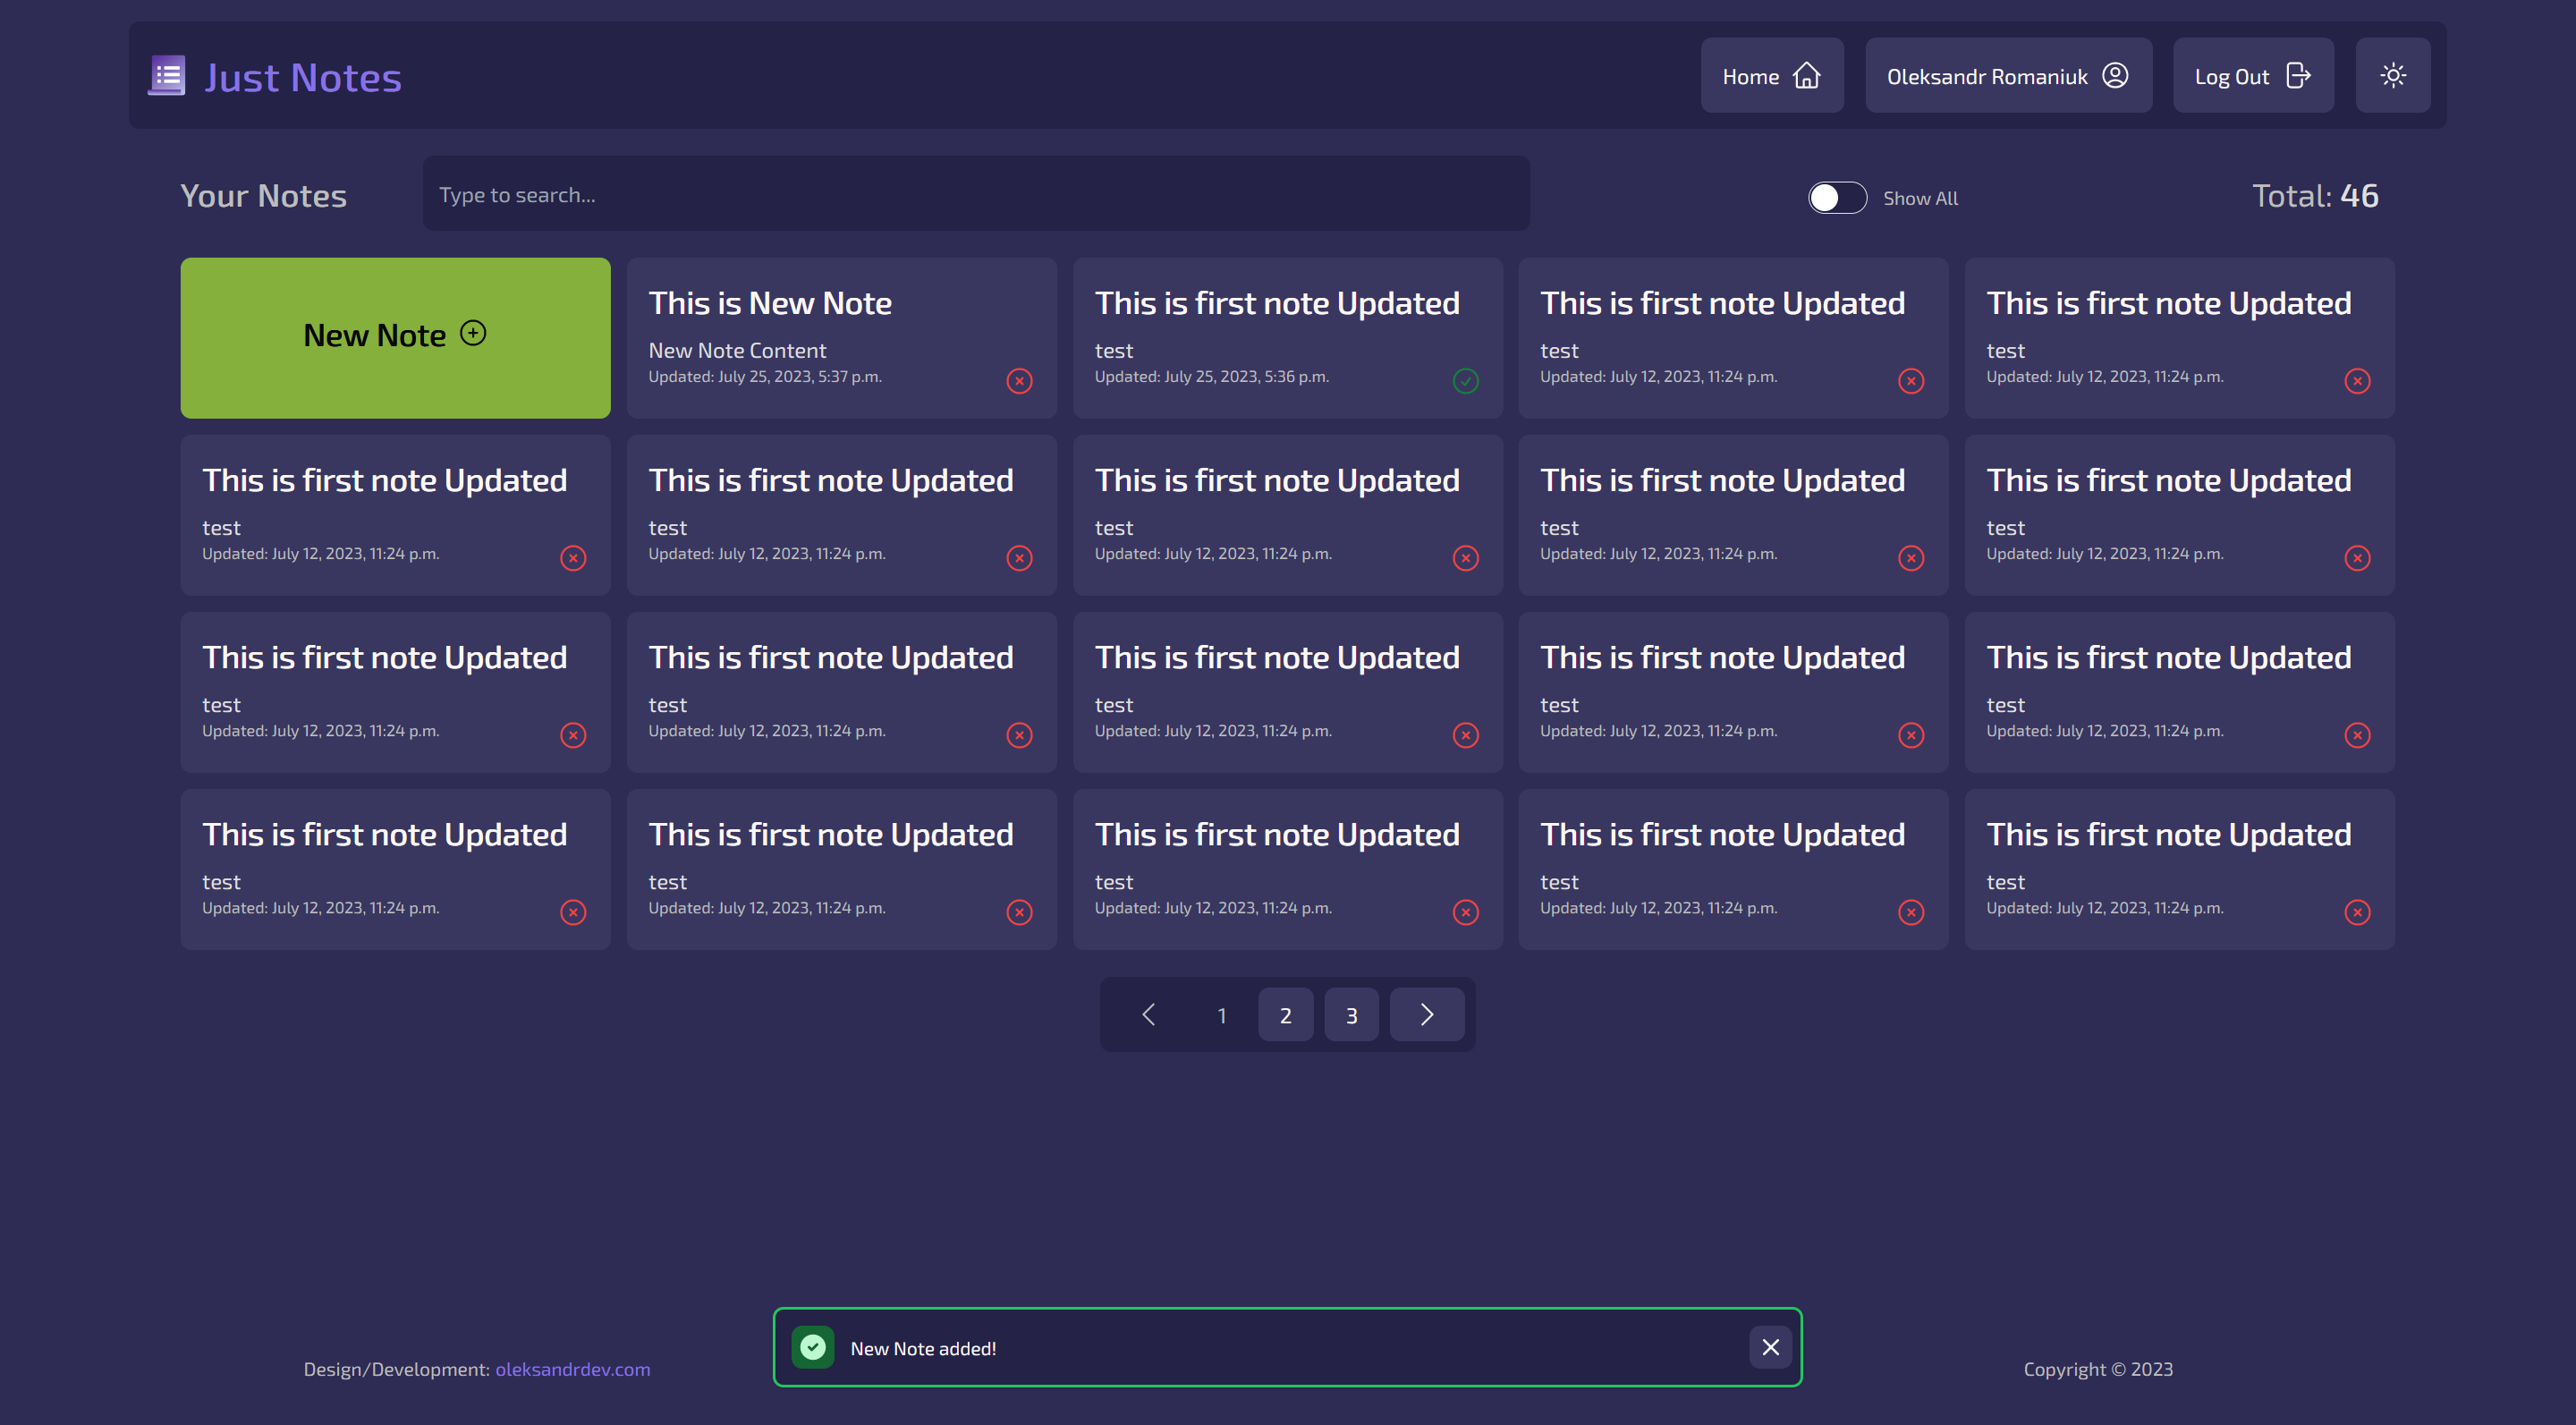 Just Notes
Home
Oleksandr Romaniuk
Log Out
Your Notes
Type to search...
Show All
Total: 46
New Note
This is New Note
New Note Content
Updated: July 25, 2023, 5:37 p.m.
This is first note Updated
test
Updated: July 25, 2023, 5:36 p.m.
This is first note Updated
test
Updated: July 12, 2023, 11:24 p.m.
This is first note Updated
test
Updated: July 12, 2023, 11:24 p.m.
This is first note Updated
test
Updated: July 12, 2023, 11:24 p.m.
This is first note Updated
test
Updated: July 12, 2023, 11:24 p.m.
This is first note Updated
test
Updated: July 12, 2023, 11:24 p.m.
This is first note Updated
test
Updated: July 12, 2023, 11:24 p.m.
This is first note Updated
test
Updated: July 12, 2023, 11:24 p.m.
This is first note Updated
test
Updated: July 12, 2023, 11:24 p.m.
This is first note Updated
test
Updated: July 12, 2023, 11:24 p.m.
This is first note Updated
test
Updated: July 12, 2023, 11:24 p.m.
This is first note Updated
test
Updated: July 12, 2023, 11:24 p.m.
This is first note Updated
test
Updated: July 12, 2023, 11:24 p.m.
This is first note Updated
test
Updated: July 12, 2023, 11:24 p.m.
This is first note Updated
test
Updated: July 12, 2023, 11:24 p.m.
This is first note Updated
test
Updated: July 12, 2023, 11:24 p.m.
This is first note Updated
test
Updated: July 12, 2023, 11:24 p.m.
This is first note Updated
test
Updated: July 12, 2023, 11:24 p.m.
1
2
3
New Note added!
Design/Development: oleksandrdev.com
Copyright © 2023